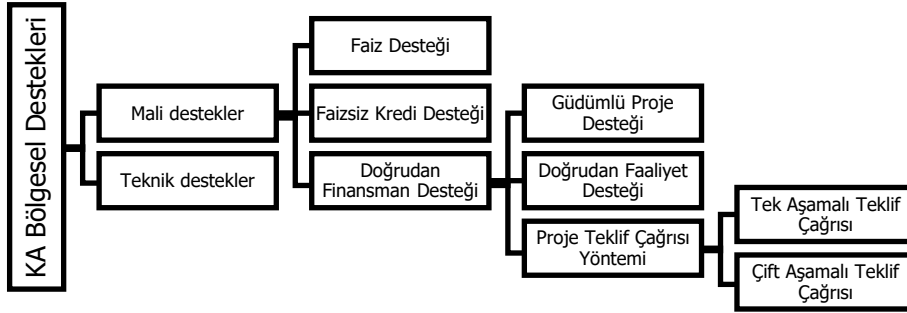 KA Bölgesel Destekleri
Mali destekler
Teknik destekler
Faiz Desteği
Faizsiz Kredi Desteği
Doğrudan
Finansman Desteği
Güdümlü Proje
Desteği
Doğrudan Faaliyet
Desteği
Proje Teklif Çağrısı
Yöntemi
Tek Aşamalı Teklif
Çağrısı
Çift Aşamalı Teklif
Çağrısı